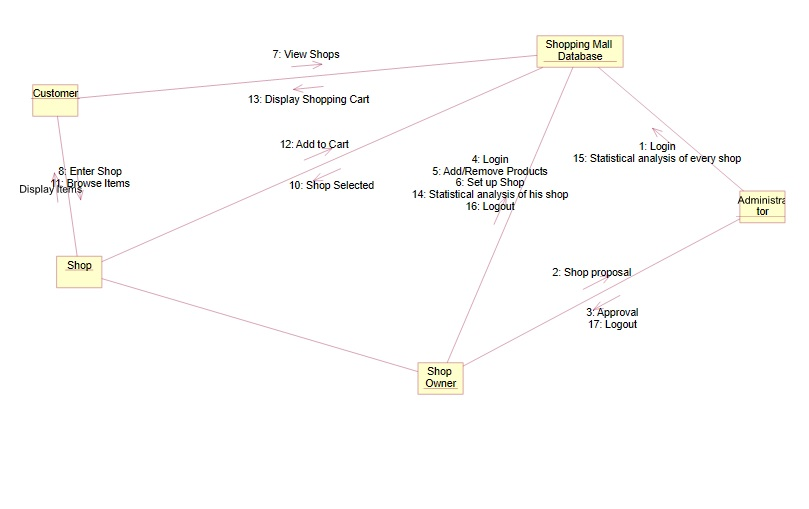 Shopping Mall
Database
7: View Shops
Customer
13: Display Shopping Cart
12: Add to Cart
1: Login
15: Statistical analysis of every shop
4: Login
5: Add/Remove Products
6: Set up Shop
14: Statistical analysis of his shop
16: Logout
8: Enter Shop
11: Browse Items
Display Items
10: Shop Selected
Administra
tor
Shop
2: Shop proposal
3: Approval
17: Logout
Shop
Owner